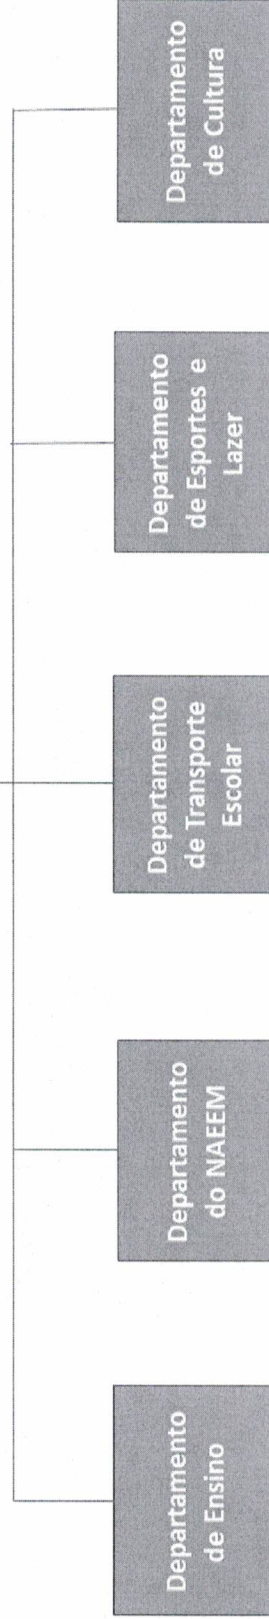 Departamento
de Ensino
Departamento
do NAEEM
Departamento
de Transporte
Escolar
Departamento
de Esportes e
Lazer
Departamento
de Cultura